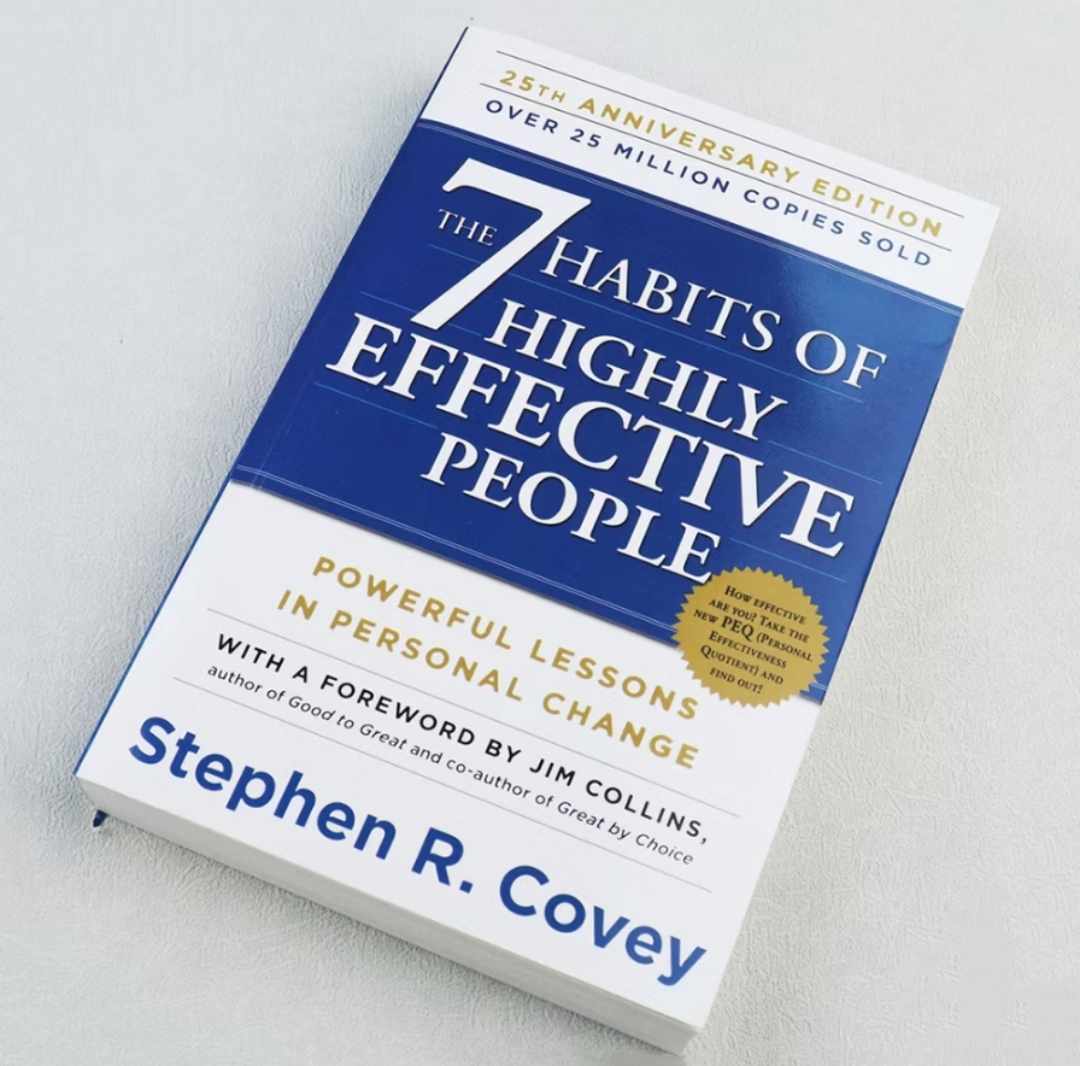 25TH ANNIVERSARY EDITION
OVER 25 MILLION COPIES SOLD
THE 7 HABITS OF
HIGHLY
EFFECTIVE
PEOPLE
HOW EFFECTIVE
ARE YOU? TAKE THE
NEW PEQ (PERSONAL
EFFECTIVENESS
QUOTIENT) AND
FIND OUT!
POWERFUL LESSONS
IN PERSONAL CHANGE
WITH A FOREWORD BY JIM COLLINS,
author of Good to Great and co-author of Great by Choice
Stephen R. Covey